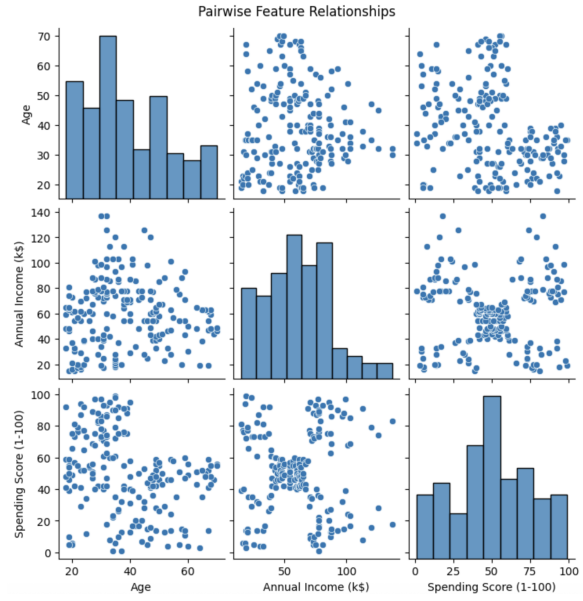 Pairwise Feature Relationships
70
60
50
40
30
20
Age
140
120
100
80
60
40
20
Annual Income (k$)
100
80
60
40
20
0
Spending Score (1-100)
20 40 60
50 100
0 25 50 75 100
Age
Annual Income (k$)
Spending Score (1-100)